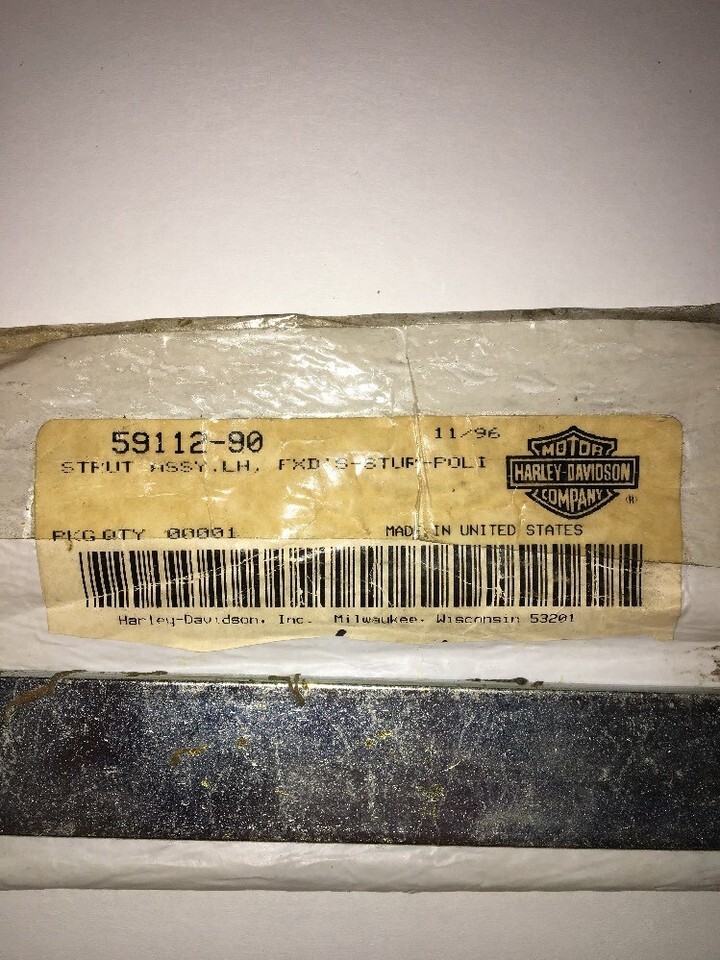 59112-90
11/96
STRUT ASSY.LH, FXD'S-STUR-POLI
MOTOR
HARLEY-DAVIDSON
COMPANY
®
PKG QTY 00001
MADE IN UNITED STATES
Harley-Davidson, Inc. Milwaukee, Wisconsin 53201